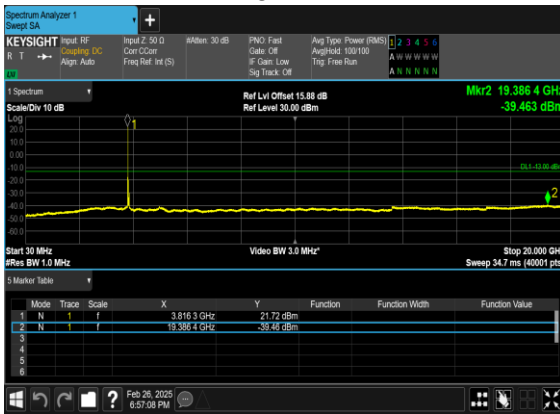 Spectrum Analyzer 1
Swept SA
+
KEYSIGHT Input: RF Input Z: 50 Ω #Atten: 30 dB PNO: Fast Avg Type: Power (RMS) 1 2 3 4 5 6
R T Coupling: DC Corr CCorr Gate: Off Avg|Hold: 100/100 A W W W W W
Align: Auto Freq Ref: Int (S) IF Gain: Low Trig: Free Run
Sig Track: Off A N N N N N
1 Spectrum Ref Lvl Offset 15.88 dB Mkr2 19.386 4 GHz
Scale/Div 10 dB Ref Level 30.00 dBm -39.463 dBm
Log
20.0
10.0
0.00
-10.0
-20.0
-30.0
-40.0
-50.0
-60.0
1
DL1 -13.00 dBm
2
Start 30 MHz Video BW 3.0 MHz* Stop 20.000 GHz
#Res BW 1.0 MHz Sweep 34.7 ms (40001 pts)
5 Marker Table
Mode Trace Scale X Y Function Function Width Function Value
1 N 1 f 3.816 3 GHz 21.72 dBm
2 N 1 f 19.386 4 GHz -39.46 dBm
3
4
5
6
? Feb 26, 2025
6:57:08 PM